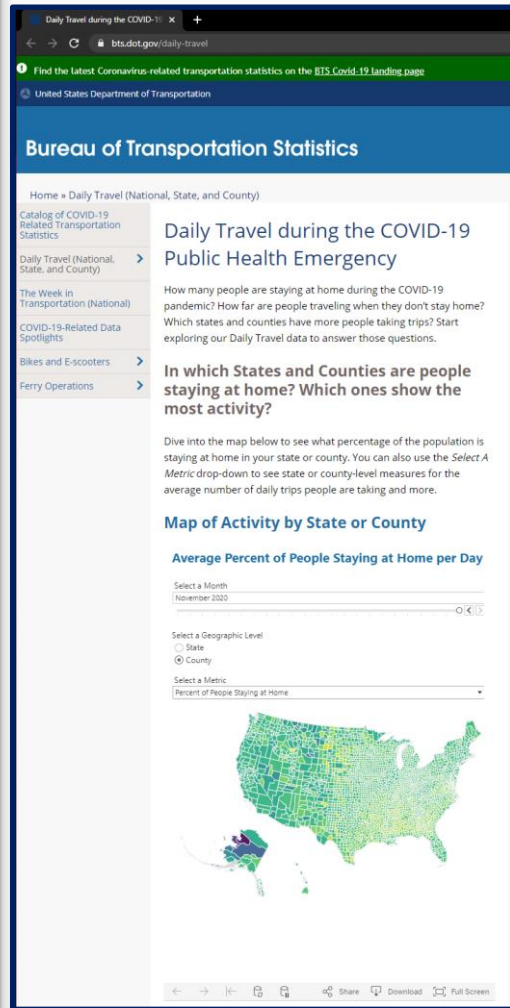 Daily Travel during the COVID-19
bts.dot.gov/daily-travel
Find the latest Coronavirus-related transportation statistics on the BTS Covid-19 landing page
United States Department of Transportation
Bureau of Transportation Statistics
Home » Daily Travel (National, State, and County)
Catalog of COVID-19
Related Transportation
Statistics
Daily Travel (National,
State, and County)
The Week in
Transportation (National)
COVID-19-Related Data
Spotlights
Bikes and E-scooters
Ferry Operations
Daily Travel during the COVID-19
Public Health Emergency
How many people are staying at home during the COVID-19
pandemic? How far are people traveling when they don't stay home?
Which states and counties have more people taking trips? Start
exploring our Daily Travel data to answer those questions.
In which States and Counties are people
staying at home? Which ones show the
most activity?
Dive into the map below to see what percentage of the population is
staying at home in your state or county. You can also use the Select A
Metric drop-down to see state or county-level measures for the
average number of daily trips people are taking and more.
Map of Activity by State or County
Average Percent of People Staying at Home per Day
Select a Month
November 2020
Select a Geographic Level
State
County
Select a Metric
Percent of People Staying at Home
Share
Download
Full Screen